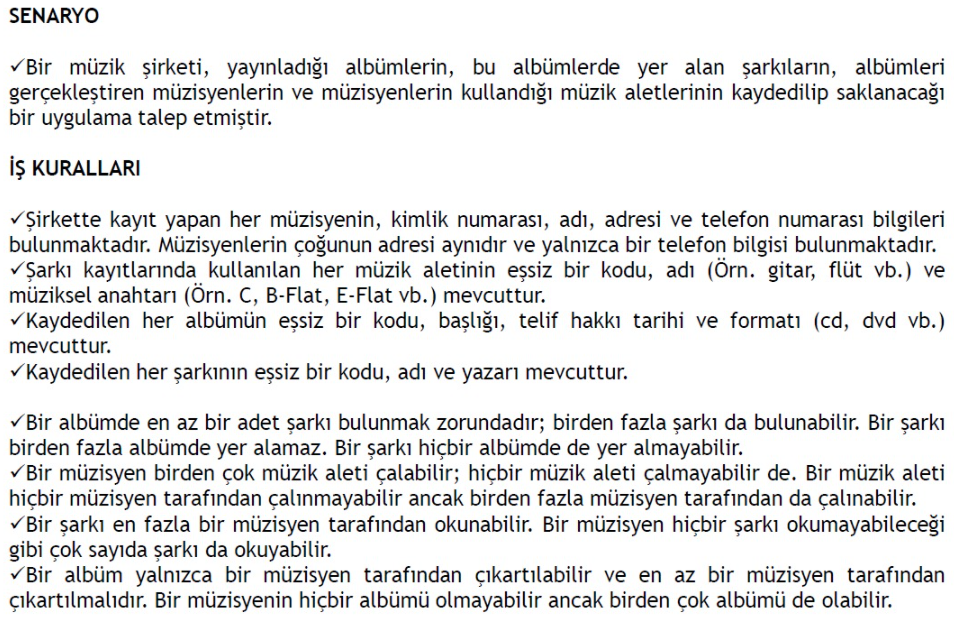 SENARYO
✓Bir müzik şirketi, yayınladığı albümlerin, bu albümlerde yer alan şarkıların, albümleri
gerçekleştiren müzisyenlerin ve müzisyenlerin kullandığı müzik aletlerinin kaydedilip saklanacağı
bir uygulama talep etmiştir.
İŞ KURALLARI
✓Şirkette kayıt yapan her müzisyenin, kimlik numarası, adı, adresi ve telefon numarası bilgileri
bulunmaktadır. Müzisyenlerin çoğunun adresi aynıdır ve yalnızca bir telefon bilgisi bulunmaktadır.
✓Şarkı kayıtlarında kullanılan her müzik aletinin eşsiz bir kodu, adı (Örn. gitar, flüt vb.) ve
müziksel anahtarı (Örn. C, B-Flat, E-Flat vb.) mevcuttur.
✓Kaydedilen her albümün eşsiz bir kodu, başlığı, telif hakkı tarihi ve formatı (cd, dvd vb.)
mevcuttur.
✓Kaydedilen her şarkının eşsiz bir kodu, adı ve yazarı mevcuttur.
✓Bir albümde en az bir adet şarkı bulunmak zorundadır; birden fazla şarkı da bulunabilir. Bir şarkı
birden fazla albümde yer alamaz. Bir şarkı hiçbir albümde de yer almayabilir.
✓Bir müzisyen birden çok müzik aleti çalabilir; hiçbir müzik aleti çalmayabilir de. Bir müzik aleti
hiçbir müzisyen tarafından çalınmayabilir ancak birden fazla müzisyen tarafından da çalınabilir.
✓Bir şarkı en fazla bir müzisyen tarafından okunabilir. Bir müzisyen hiçbir şarkı okumayabileceği
gibi çok sayıda şarkı da okuyabilir.
✓Bir albüm yalnızca bir müzisyen tarafından çıkartılabilir ve en az bir müzisyen tarafından
çıkartılmalıdır. Bir müzisyenin hiçbir albümü olmayabilir ancak birden çok albümü de olabilir.